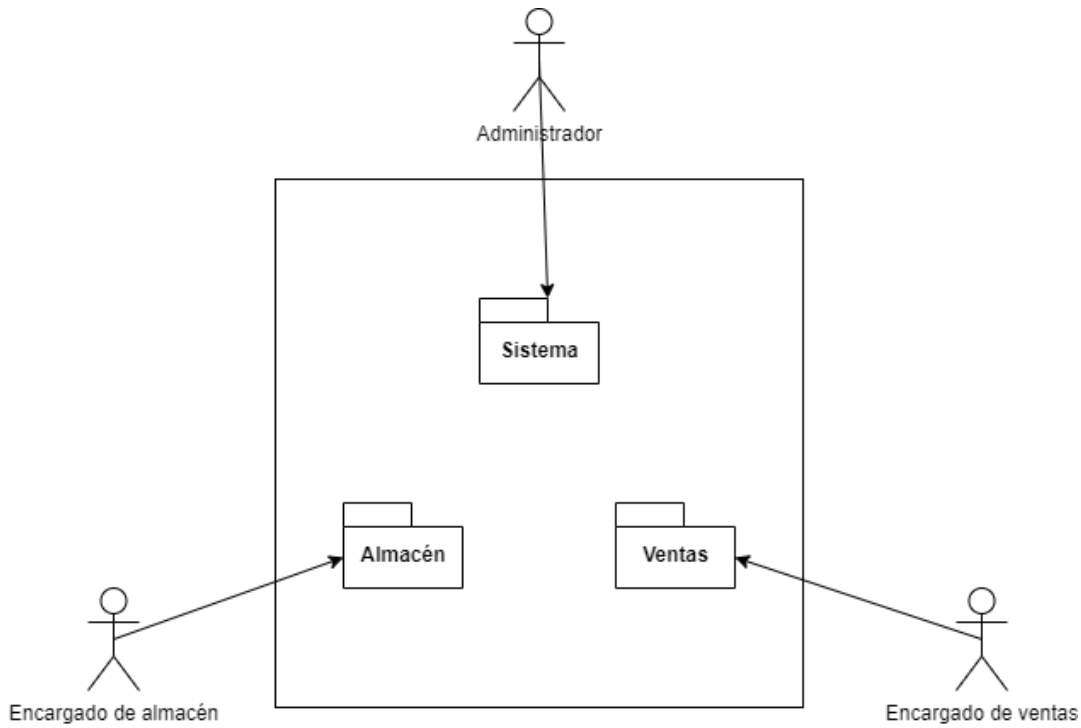 Administrador
Sistema
Almacén
Ventas
Encargado de almacén
Encargado de ventas